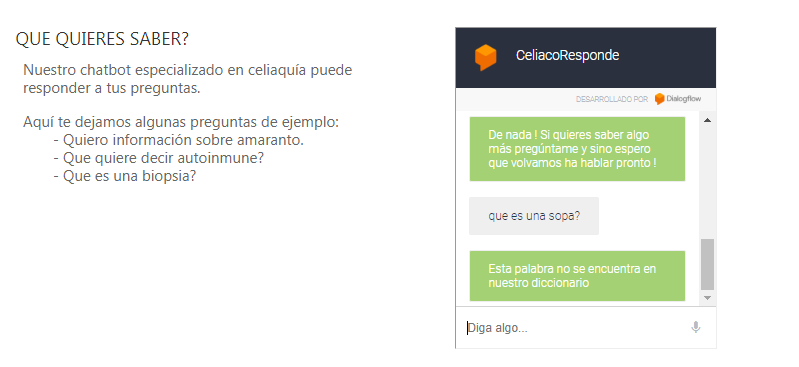 QUE QUIERES SABER?
Nuestro chatbot especializado en celiaquía puede
responder a tus preguntas.
Aquí te dejamos algunas preguntas de ejemplo:
- Quiero información sobre amaranto.
- Que quiere decir autoinmune?
- Que es una biopsia?
CeliacoResponde
DESARROLLADO POR Dialogflow
De nada ! Si quieres saber algo
más pregúntame y sino espero
que volvamos ha hablar pronto !
que es una sopa?
Esta palabra no se encuentra en
nuestro diccionario
Diga algo...